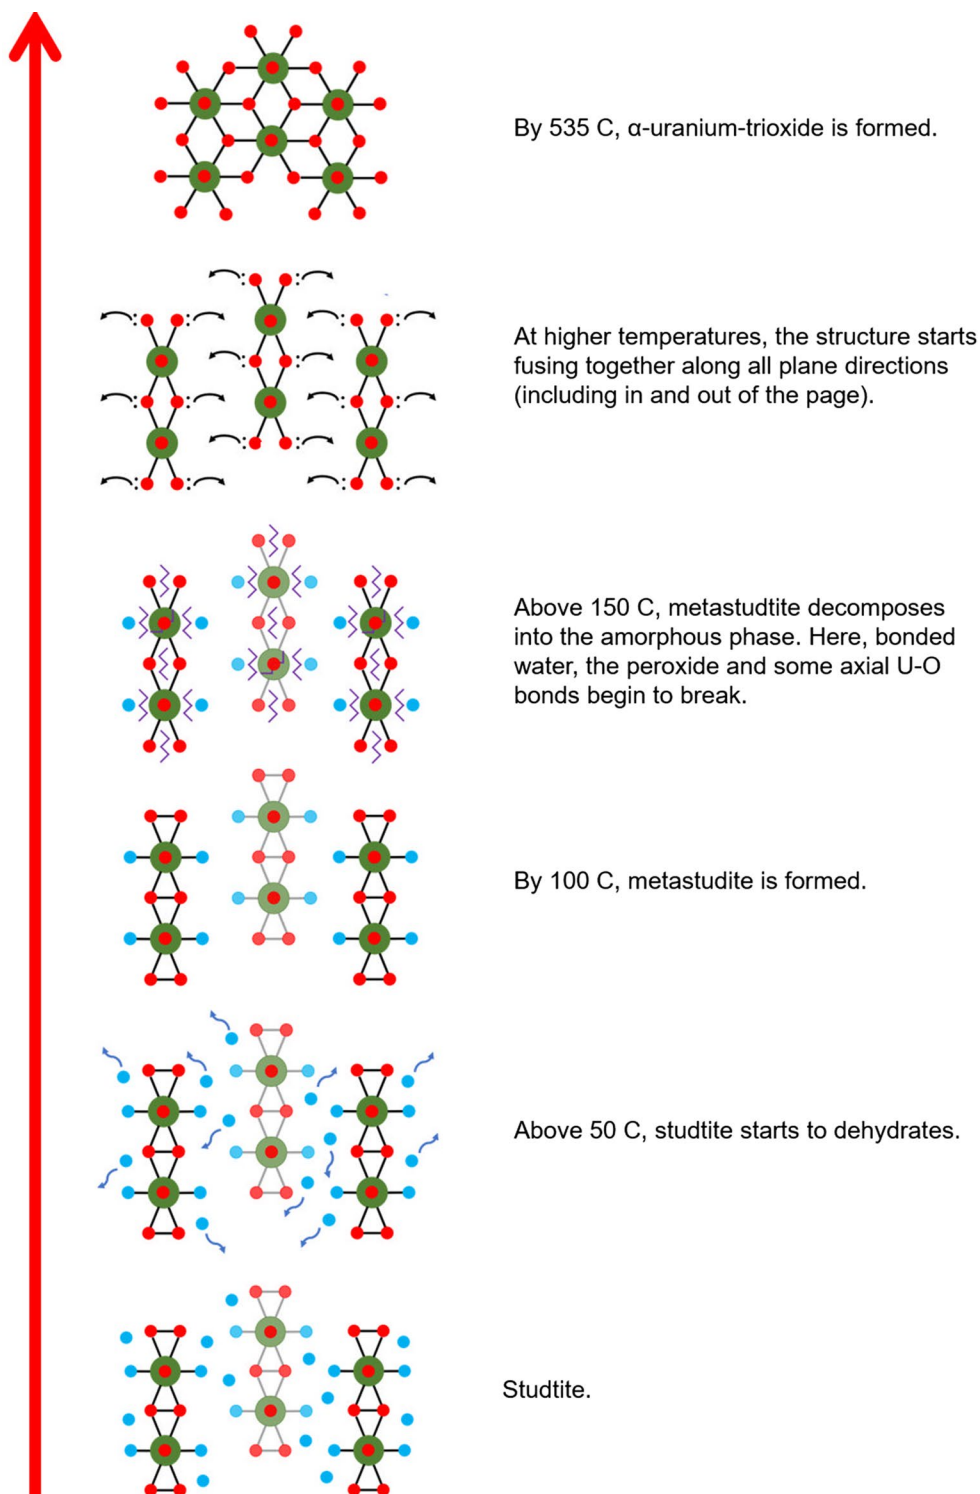 By 535 C, α-uranium-trioxide is formed.
At higher temperatures, the structure starts
fusing together along all plane directions
(including in and out of the page).
Above 150 C, metastudtite decomposes
into the amorphous phase. Here, bonded
water, the peroxide and some axial U-O
bonds begin to break.
By 100 C, metastudite is formed.
Above 50 C, studtite starts to dehydrates.
Studtite.